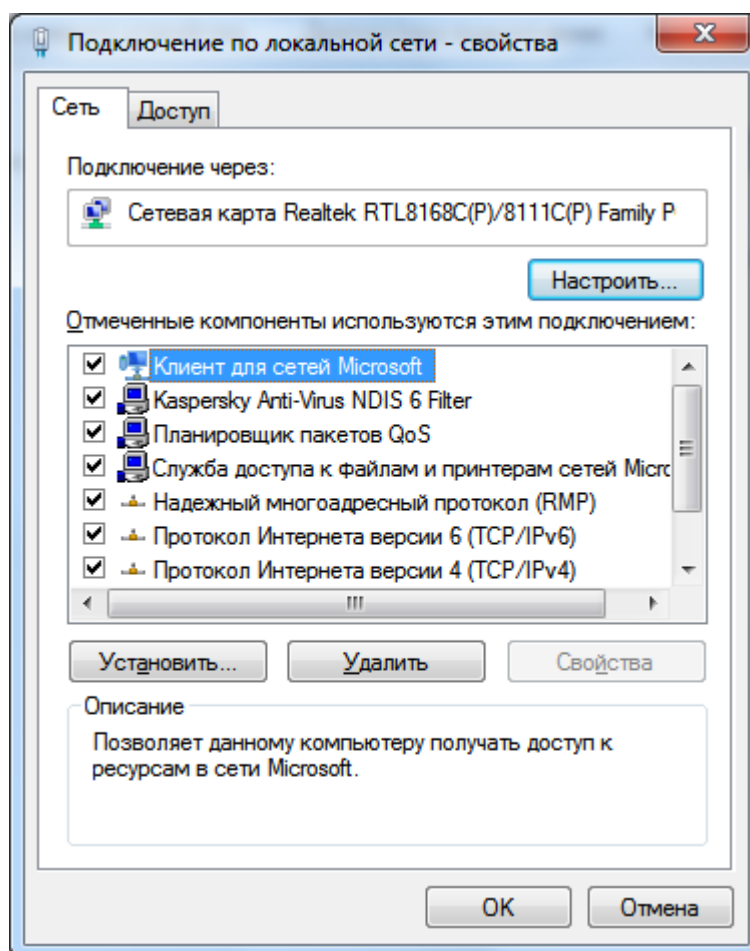 Подключение по локальной сети - свойства
Сеть
Доступ
Подключение через:
Сетевая карта Realtek RTL8168C(P)/8111C(P) Family P
Настроить...
Отмеченные компоненты используются этим подключением:
Клиент для сетей Microsoft
Kaspersky Anti-Virus NDIS 6 Filter
Планировщик пакетов QoS
Служба доступа к файлам и принтерам сетей Micro
Надежный многоадресный протокол (RMP)
Протокол Интернета версии 6 (TCP/IPv6)
Протокол Интернета версии 4 (TCP/IPv4)
Установить...
Удалить
Свойства
Описание
Позволяет данному компьютеру получать доступ к
ресурсам в сети Microsoft.
OK
Отмена